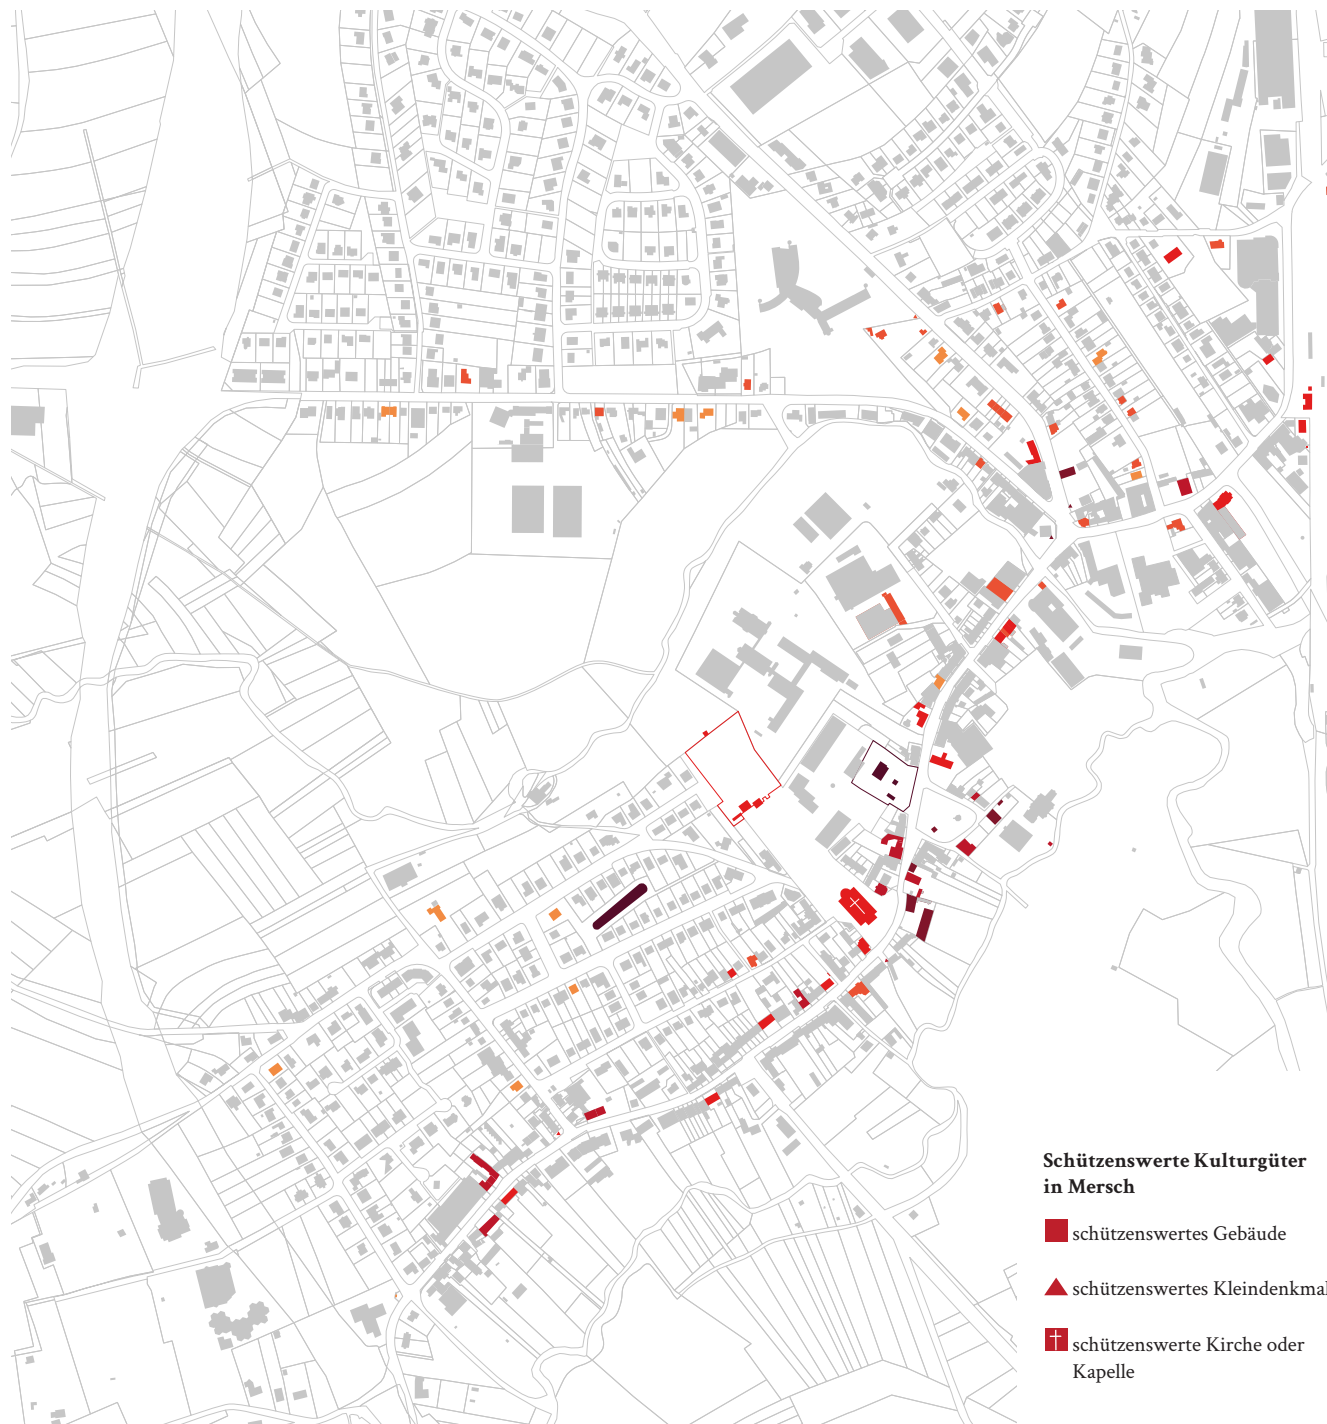 Schützenswerte Kulturgüter
in Mersch
schützenswertes Gebäude
schützenswertes Kleindenkmal
schützenswerte Kirche oder
Kapelle